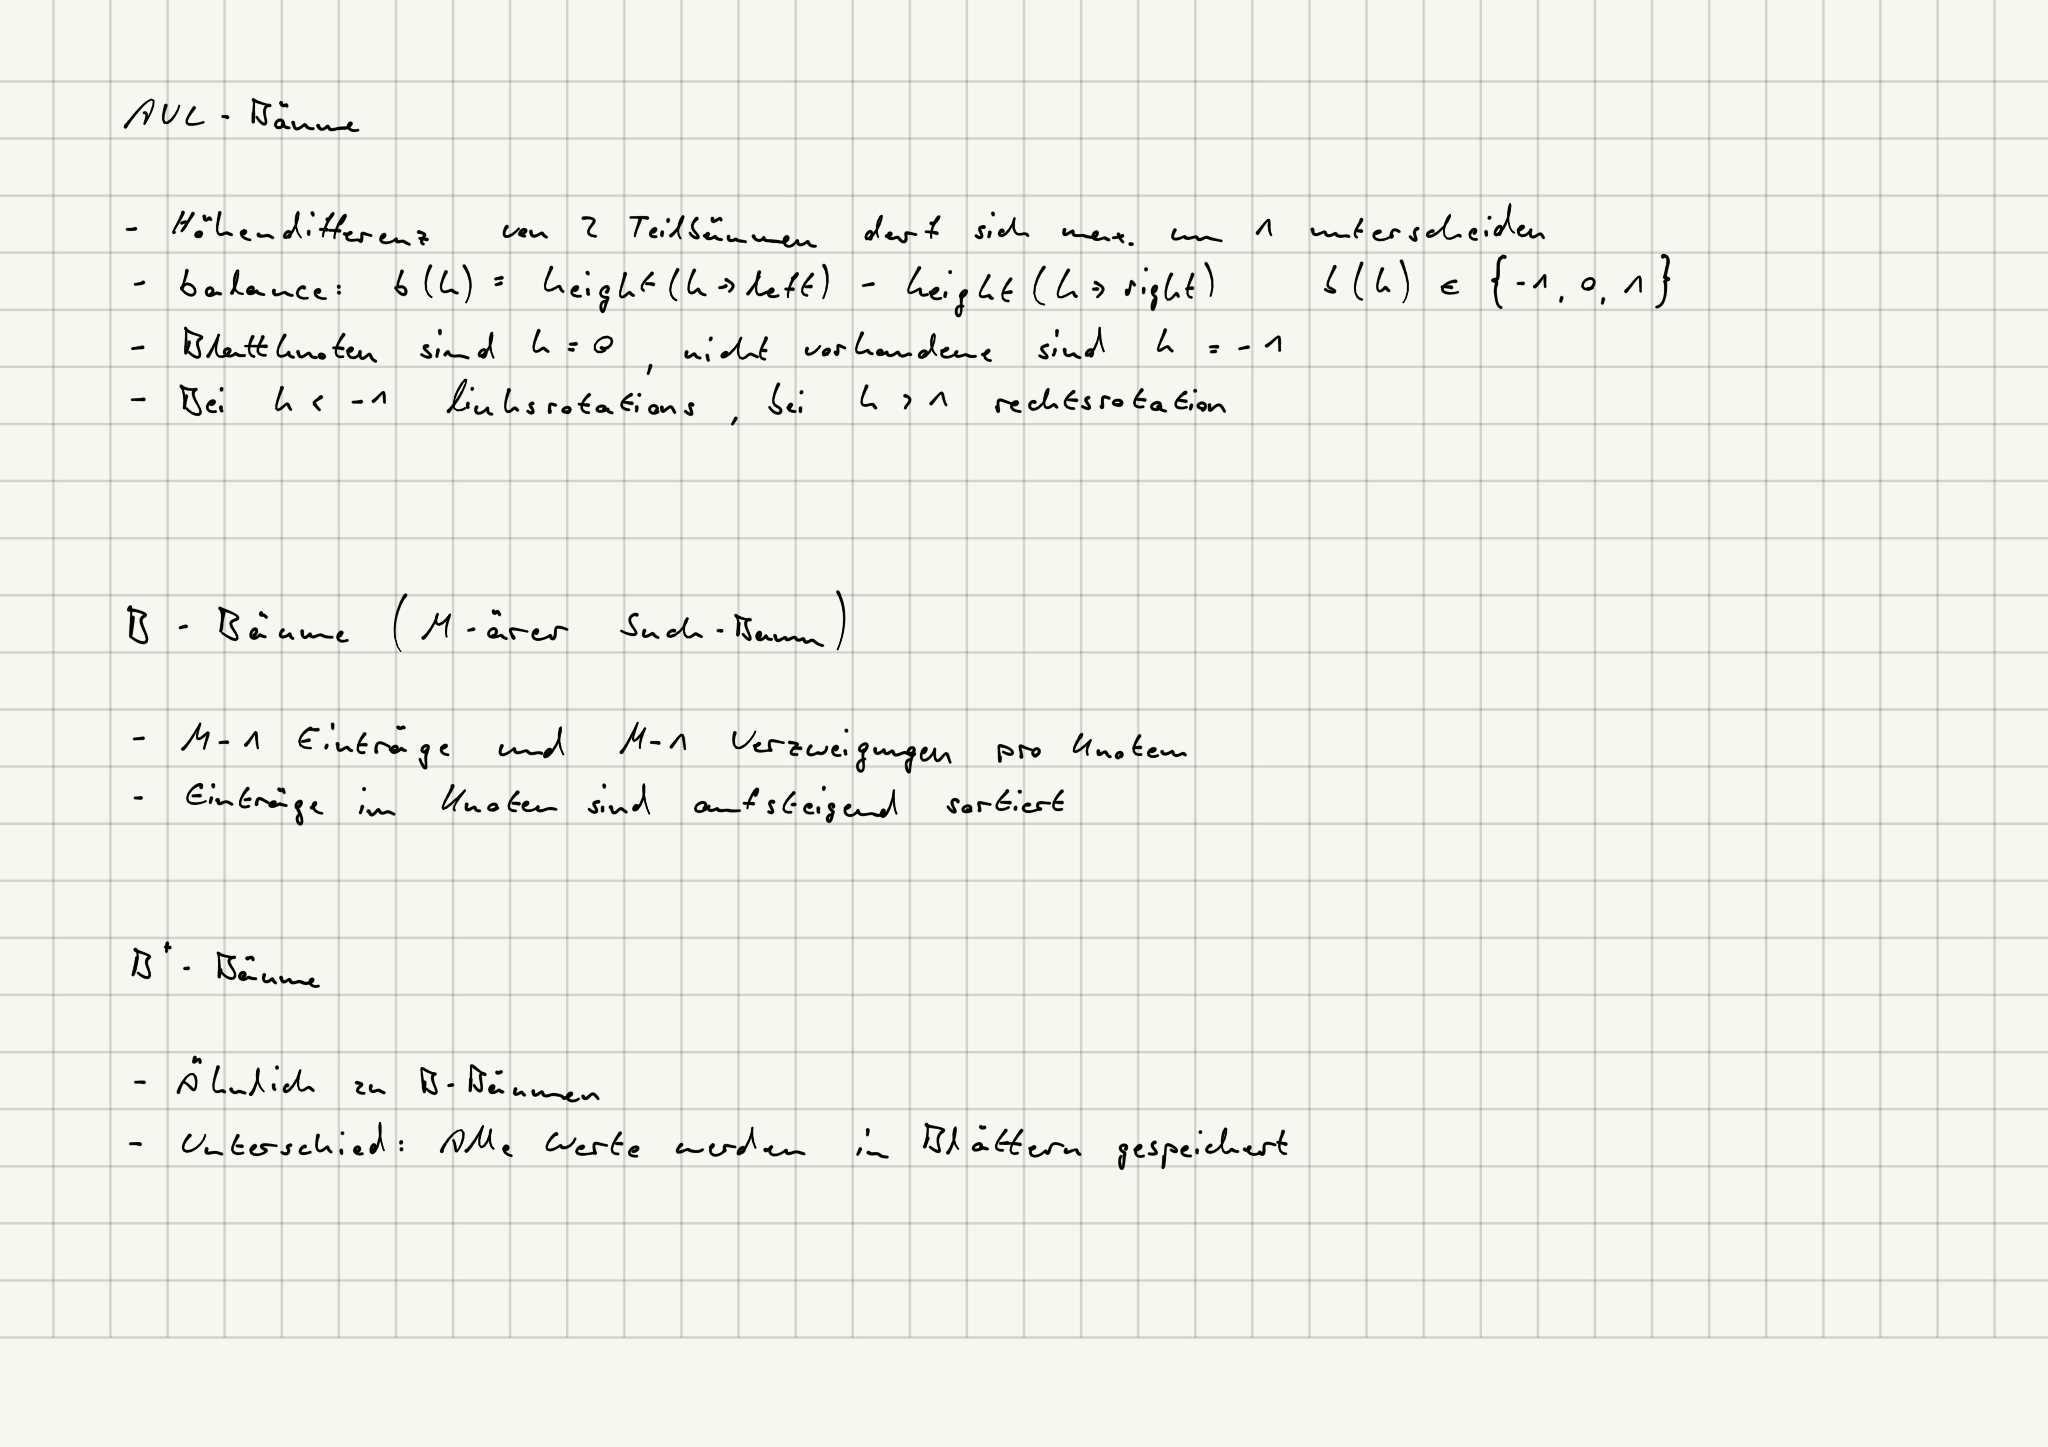 AVL-Bäume
- Höhendifferenz von 2 Teilbäumen darf sich max. um 1 unterscheiden
- balance: b(k) = height(k→left) - height(k→right) b(k) ∈ {-1, 0, 1}
- Blattknoten sind h = 0, nicht vorhandene sind h = -1
- Bei h < -1 linksrotations, bei h > 1 rechtsrotation
B - Bäume (M-ärer Such-Baum)
- M-1 Einträge und M-1 Verzweigungen pro Knoten
- Einträge im Knoten sind aufsteigend sortiert
B⁺-Bäume
- Ähnlich zu B-Bäumen
- Unterschied: Alle Werte werden in Blättern gespeichert